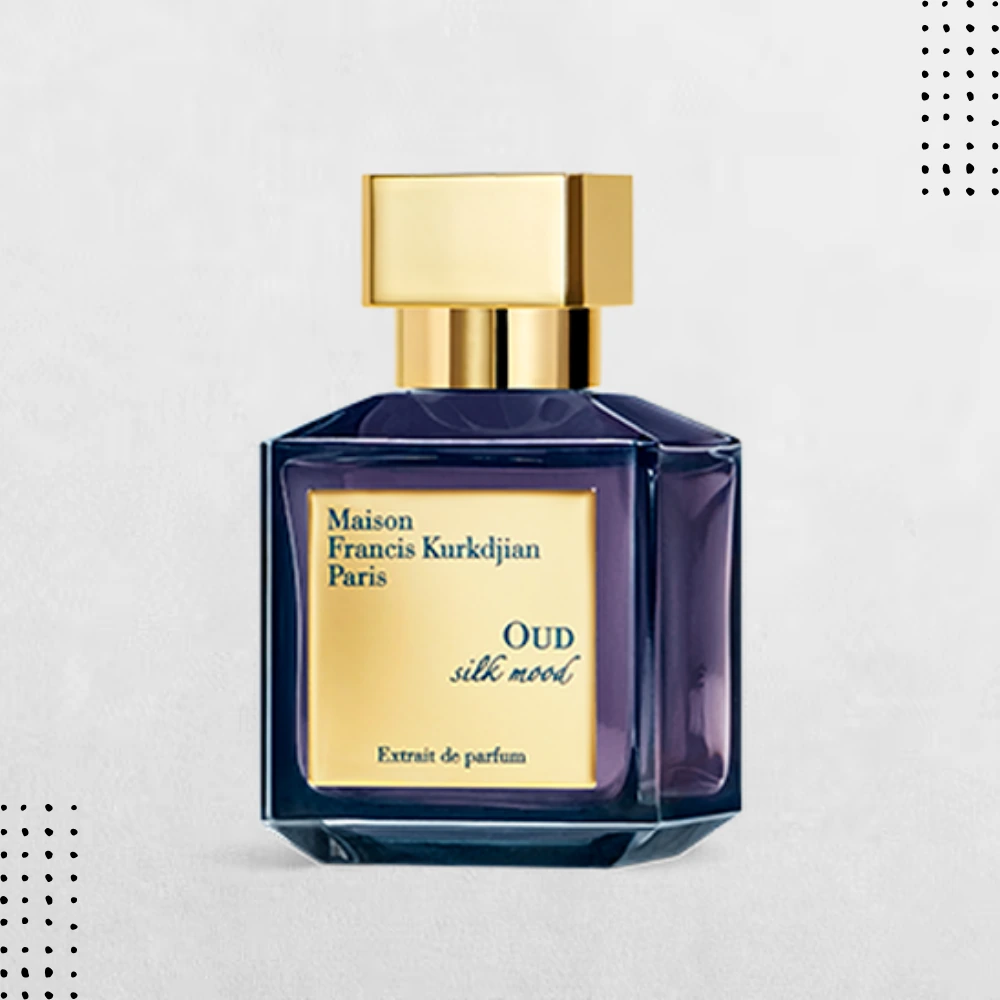 Maison
Francis Kurkdjian
Paris
OUD
silk mood
Extrait de parfum